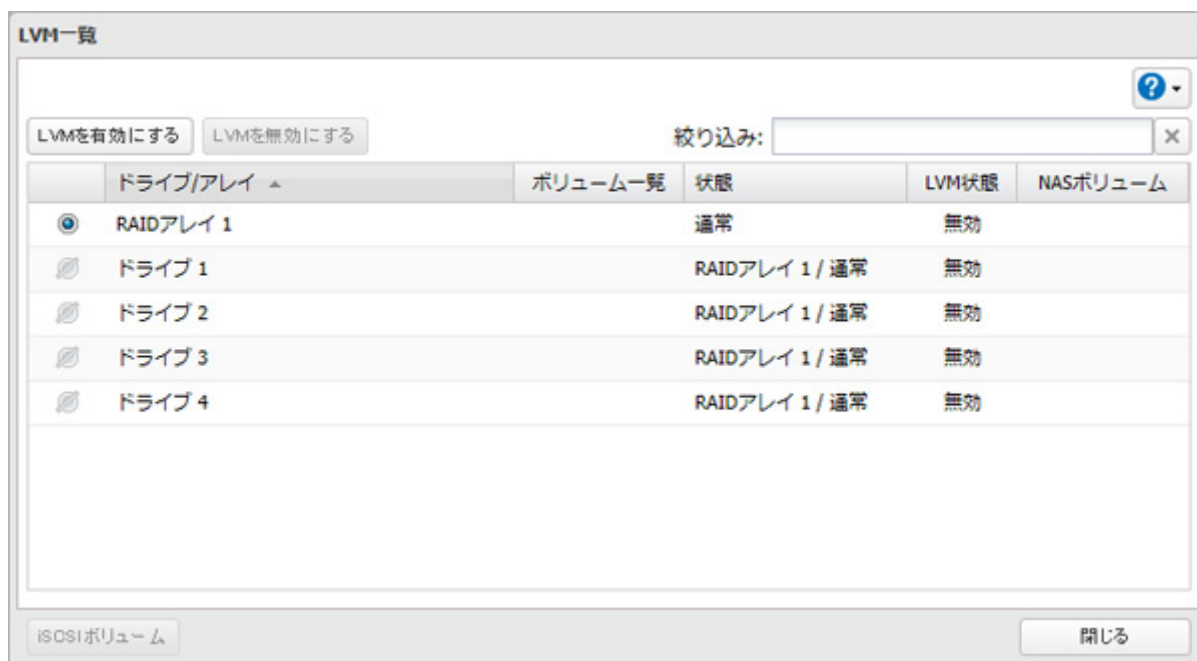 LVM一覧
LVMを有効にする LVMを無効にする 絞り込み:
ドライブ/アレイ ボリューム一覧 状態 LVM状態 NASボリューム
RAIDアレイ 1 通常 無効
ドライブ 1 RAIDアレイ 1 / 通常 無効
ドライブ 2 RAIDアレイ 1 / 通常 無効
ドライブ 3 RAIDアレイ 1 / 通常 無効
ドライブ 4 RAIDアレイ 1 / 通常 無効
iSCSIボリューム 閉じる